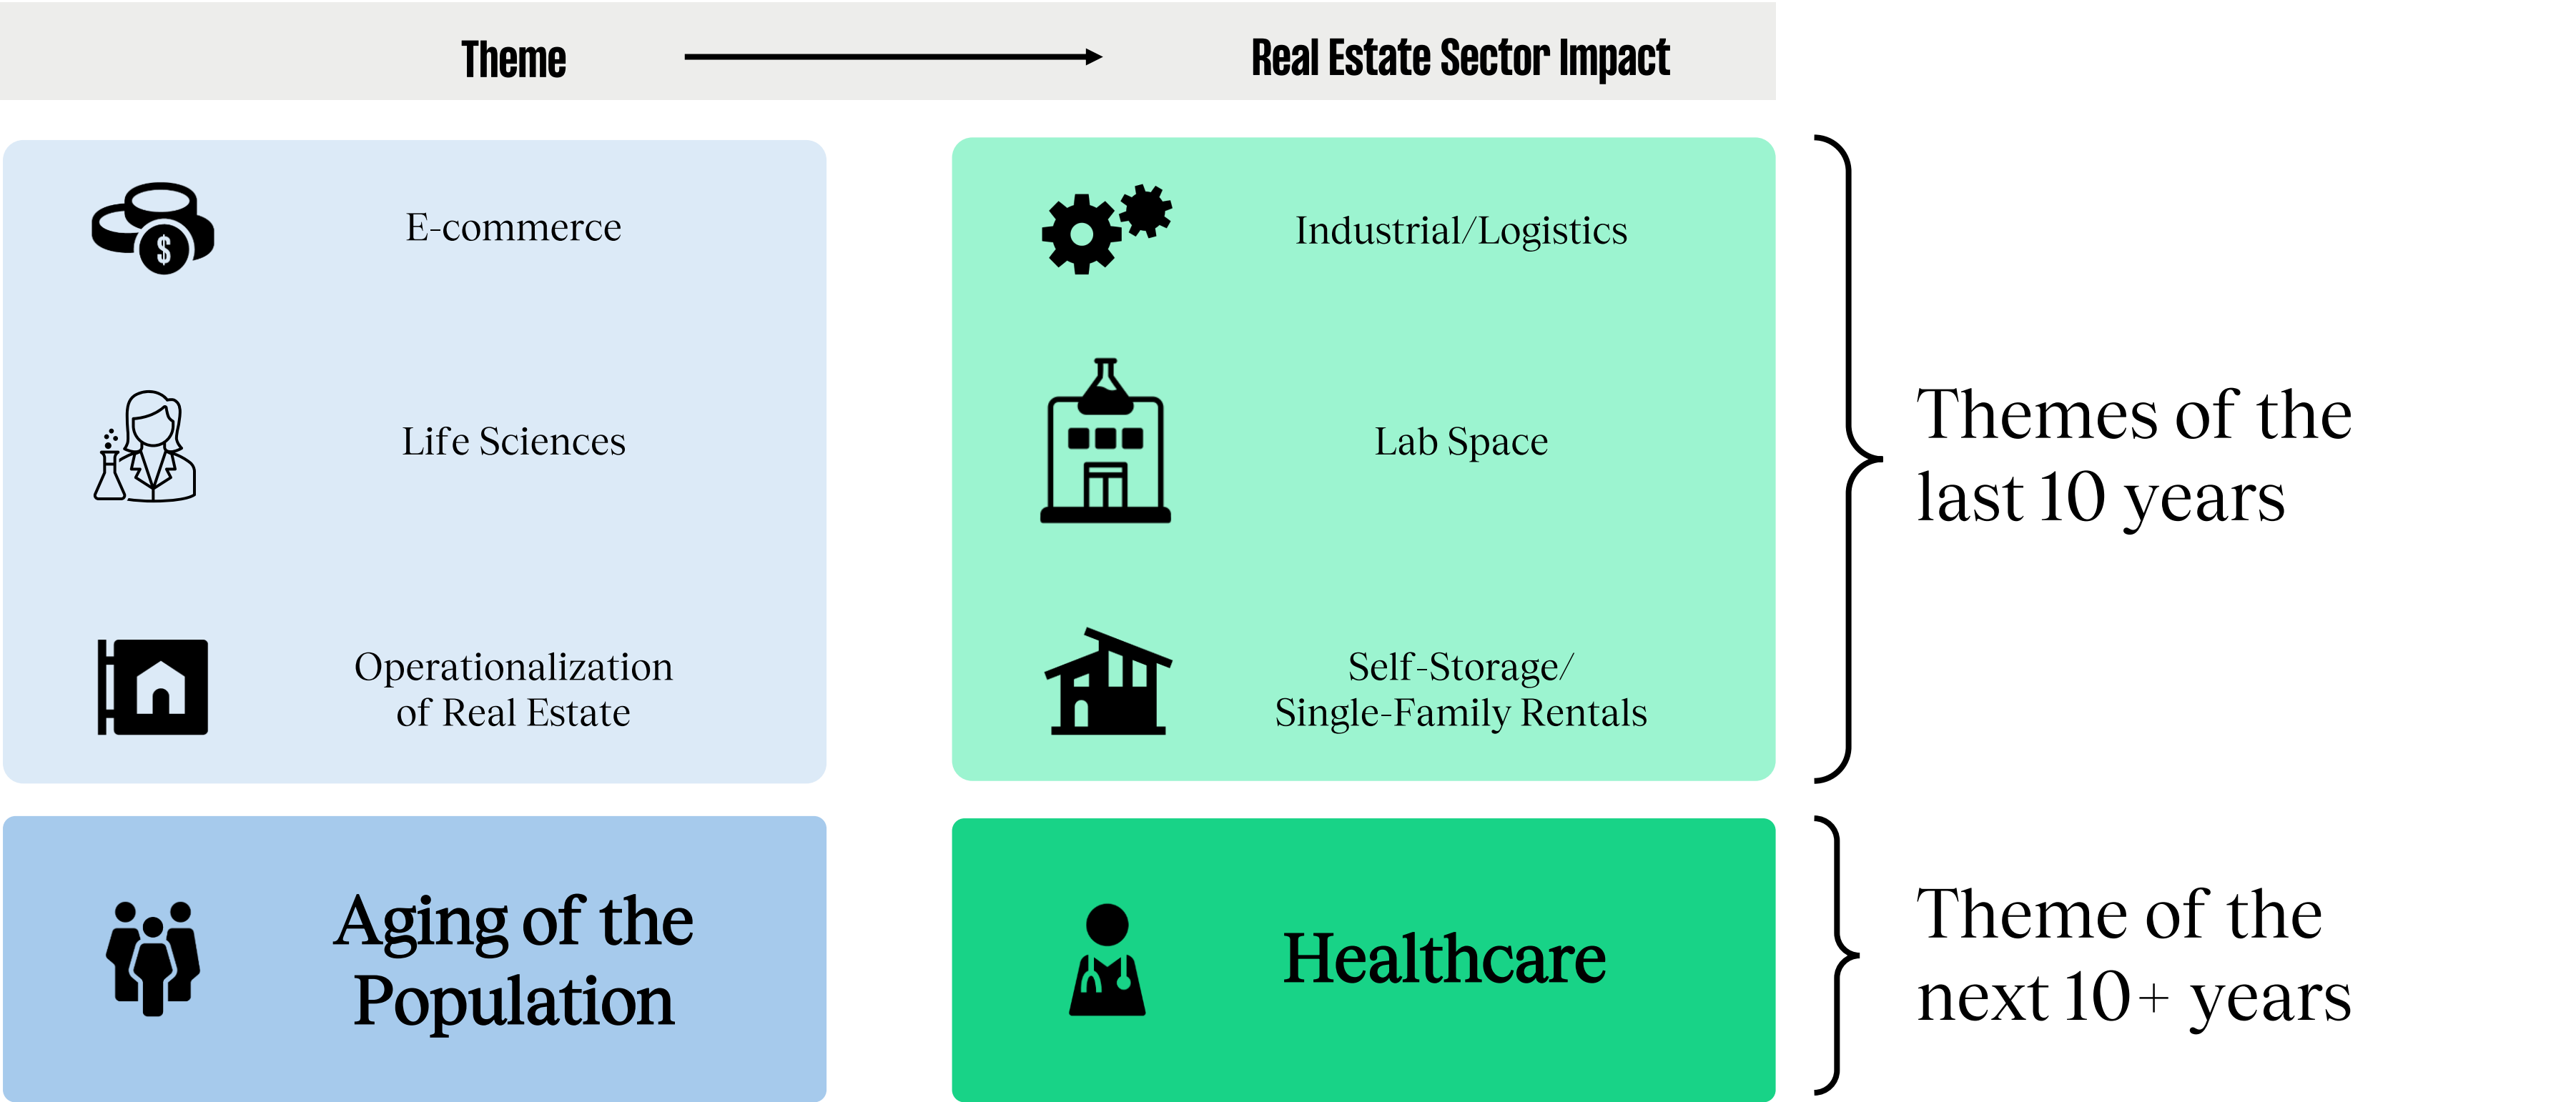 Theme
Real Estate Sector Impact
E-commerce
$
Industrial/Logistics
Life Sciences
Lab Space
Operationalization
of Real Estate
Self-Storage/
Single-Family Rentals
Themes of the
last 10 years
Aging of the
Population
Healthcare
Theme of the
next 10+ years